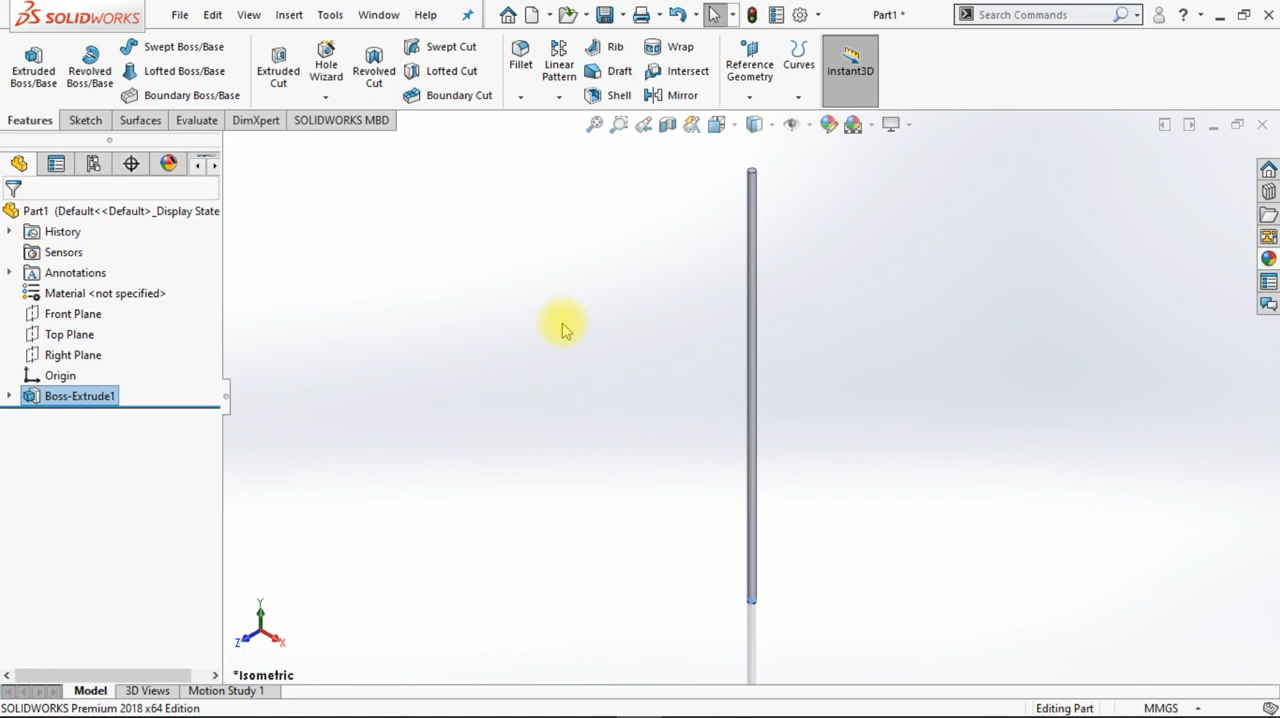 SOLIDWORKS File Edit View Insert Tools Window Help Part1 * Search Commands ?
Extruded Boss/Base
Revolved Boss/Base
Swept Boss/Base
Lofted Boss/Base
Boundary Boss/Base
Extruded Cut
Hole Wizard
Revolved Cut
Swept Cut
Lofted Cut
Boundary Cut
Fillet
Linear Pattern
Rib
Draft
Shell
Wrap
Intersect
Mirror
Reference Geometry
Curves
Instant3D
Features Sketch Surfaces Evaluate DimXpert SOLIDWORKS MBD
Part1 (Default<<Default>_Display State
History
Sensors
Annotations
Material <not specified>
Front Plane
Top Plane
Right Plane
Origin
Boss-Extrude1
Y
Z X
*Isometric
Model 3D Views Motion Study 1
SOLIDWORKS Premium 2018 x64 Edition Editing Part MMGS